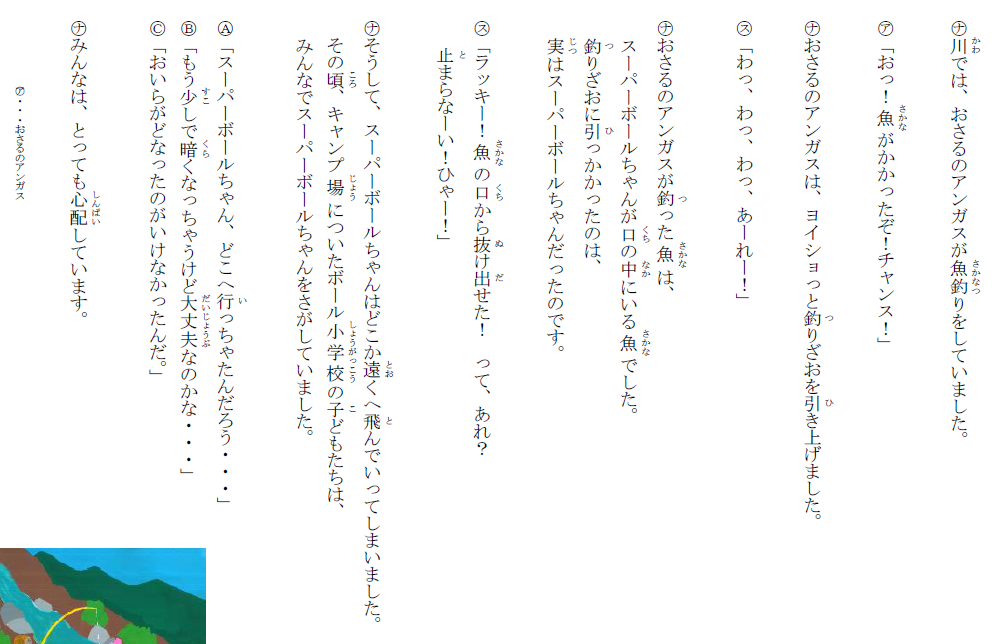 ㋤川では、おさるのアンガスが魚釣りをしていました。
㋐「おっ！魚がかかったぞ！チャンス！」
㋤おさるのアンガスは、ヨイショっと釣りざおを引き上げました。
㋜「わっ、わっ、わっ、あーれー！」
㋤おさるのアンガスが釣った魚は、
スーパーボールちゃんが口の中にいる魚でした。
釣りざおに引っかかったのは、
実はスーパーボールちゃんだったのです。
㋜「ラッキー！魚の口から抜け出せた！　って、あれ？
止まらなーい！ひゃー！」
㋤そうして、スーパーボールちゃんはどこか遠くへ飛んでいってしまいました。
その頃、キャンプ場についたボール小学校の子どもたちは、
みんなでスーパーボールちゃんをさがしていました。
Ⓐ「スーパーボールちゃん、どこへ行っちゃたんだろう・・・」
Ⓑ「もう少しで暗くなっちゃうけど大丈夫なのかな・・・」
Ⓒ「おいらがどなったのがいけなかったんだ。」
㋤みんなは、とっても心配しています。
㋐・・・おさるのアンガス